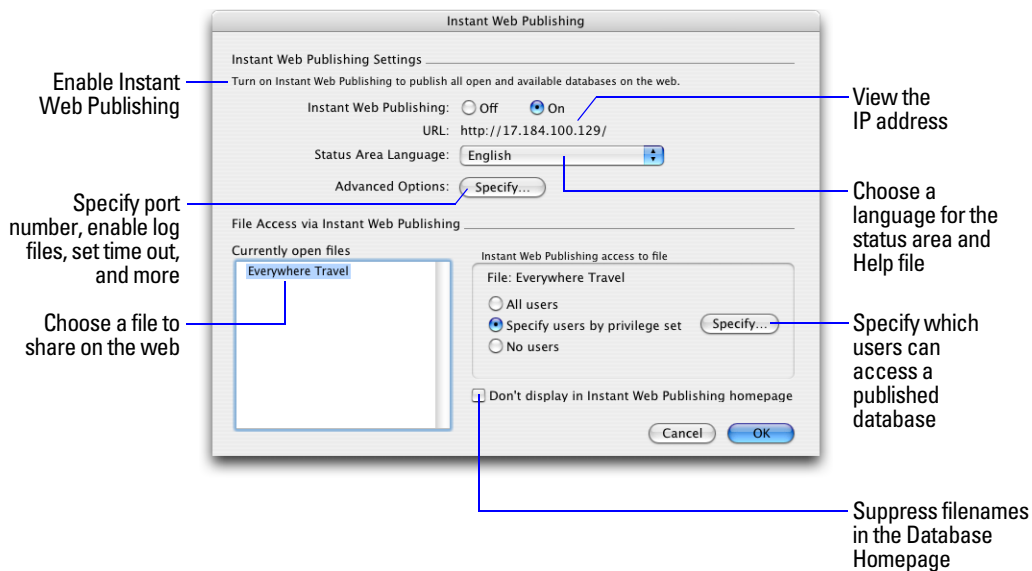 Instant Web Publishing
Instant Web Publishing Settings
Turn on Instant Web Publishing to publish all open and available databases on the web.
Enable Instant
Web Publishing
Instant Web Publishing: Off On
URL: http://17.184.100.129/
View the
IP address
Status Area Language: English
Advanced Options: Specify...
Choose a
language for the
status area and
Help file
Specify port
number, enable log
files, set time out,
and more
File Access via Instant Web Publishing
Currently open files
Everywhere Travel
Choose a file to
share on the web
Instant Web Publishing access to file
File: Everywhere Travel
All users
Specify users by privilege set Specify...
No users
Specify which
users can
access a
published
database
Don't display in Instant Web Publishing homepage
Cancel OK
Suppress filenames
in the Database
Homepage